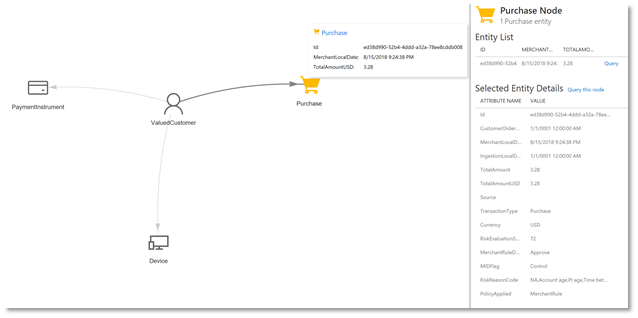 Purchase
Id: ed38d990-52b4-4ddd-a32a-78ee8cddb008
MerchantLocalDate: 8/15/2018 9:24:38 PM
TotalAmountUSD: 3.28
PaymentInstrument
ValuedCustomer
Purchase
Device
Purchase Node
1 Purchase entity
Entity List
ID MERCHANT... TOTALAMO...
ed38d990-52b4 8/15/2018 9:24: 3.28 Query
Selected Entity Details Query this node
ATTRIBUTE NAME VALUE
Id ed38d990-52b4-4ddd-a32a-78ee...
CustomerOrder... 1/1/0001 12:00:00 AM
MerchantLocalD... 8/15/2018 9:24:38 PM
IngestionLocalD... 1/1/0001 12:00:00 AM
TotalAmount 3.28
TotalAmountUSD 3.28
Source
TransactionType Purchase
Currency USD
RiskEvaluationS... 72
MerchantRuleD... Approve
MIDFlag Control
RiskReasonCode NA,Account age,PI age,Time bet...
PolicyApplied MerchantRule